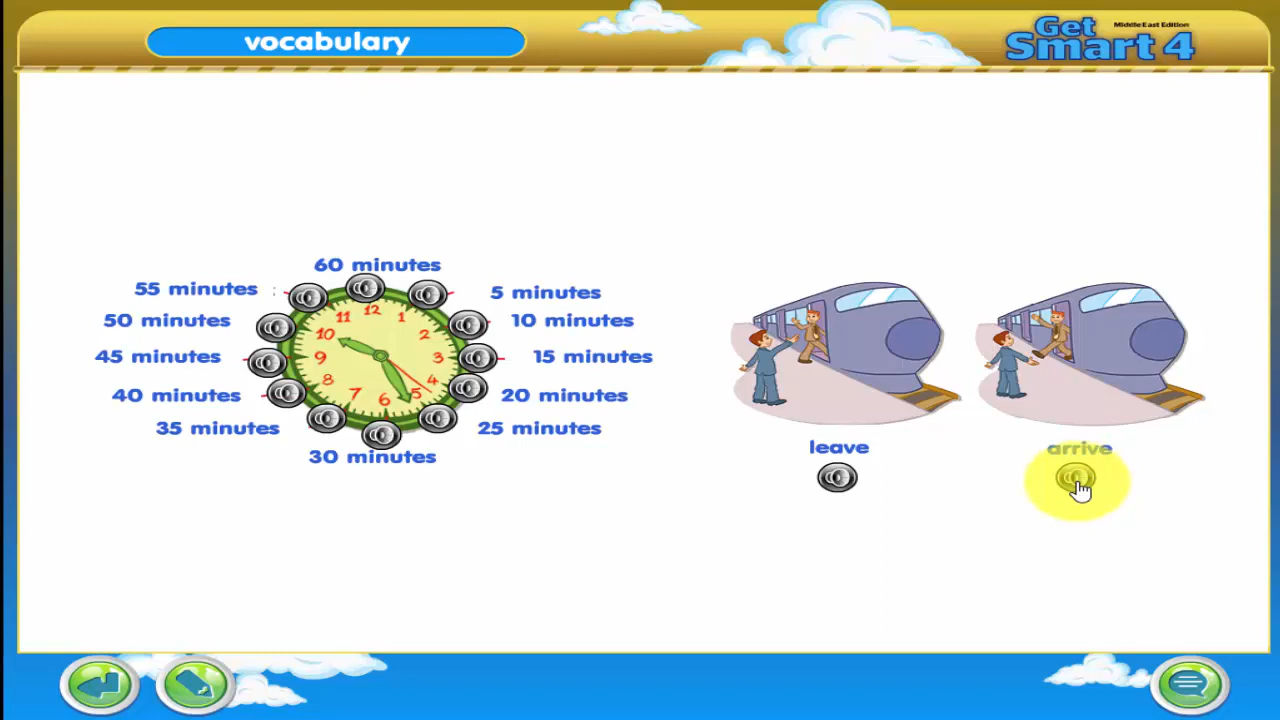 vocabulary
Middle East Edition
Get
Smart 4
60 minutes
55 minutes
5 minutes
50 minutes
10 minutes
45 minutes
15 minutes
40 minutes
20 minutes
35 minutes
25 minutes
30 minutes
12
11
1
10
2
9
3
8
4
7
5
6
leave
arrive